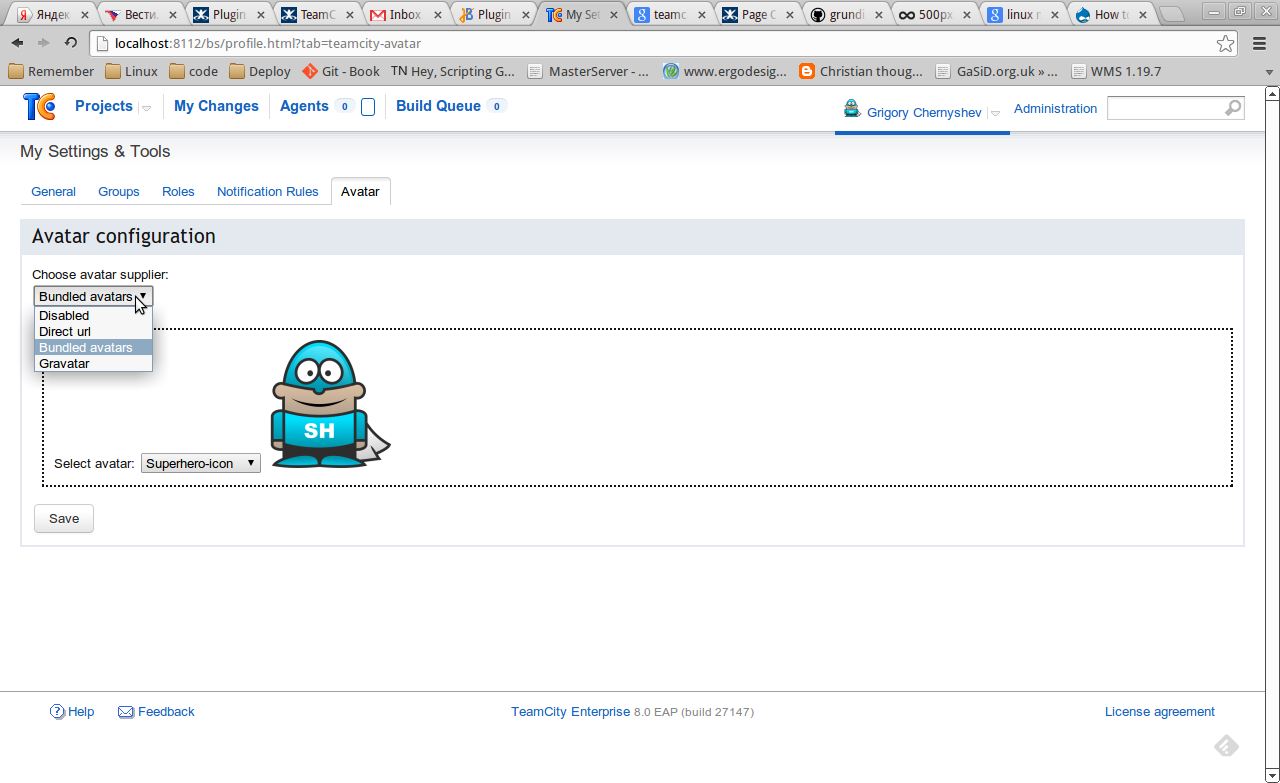 Яндек
Вести.
Plugin
TeamC
Inbox
Plugin
My Set
teamc
Page C
grundi
500px
linux r
How to
localhost:8112/bs/profile.html?tab=teamcity-avatar
Remember
Linux
code
Deploy
Git - Book
TN Hey, Scripting G...
MasterServer - ...
www.ergodesig...
Christian thoug...
GaSiD.org.uk » ...
WMS 1.19.7
TC
Projects
My Changes
Agents 0
Build Queue 0
Grigory Chernyshev
Administration
My Settings & Tools
General
Groups
Roles
Notification Rules
Avatar
Avatar configuration
Choose avatar supplier:
Bundled avatars
Disabled
Direct url
Bundled avatars
Gravatar
SH
Select avatar: Superhero-icon
Save
Help
Feedback
TeamCity Enterprise 8.0 EAP (build 27147)
License agreement